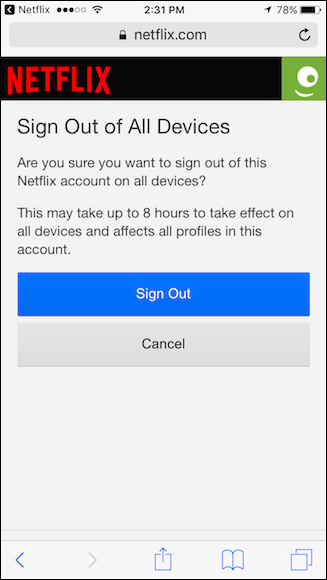 Netflix 2:31 PM 78%
netflix.com
NETFLIX
Sign Out of All Devices
Are you sure you want to sign out of this
Netflix account on all devices?
This may take up to 8 hours to take effect on
all devices and affects all profiles in this
account.
Sign Out
Cancel